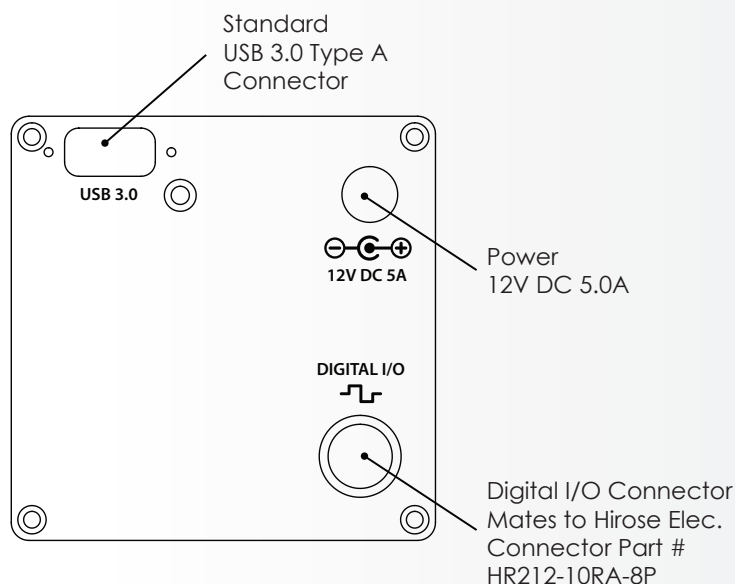 Standard
USB 3.0 Type A
Connector
USB 3.0
12V DC 5A
Power
12V DC 5.0A
DIGITAL I/O
Digital I/O Connector
Mates to Hirose Elec.
Connector Part #
HR212-10RA-8P